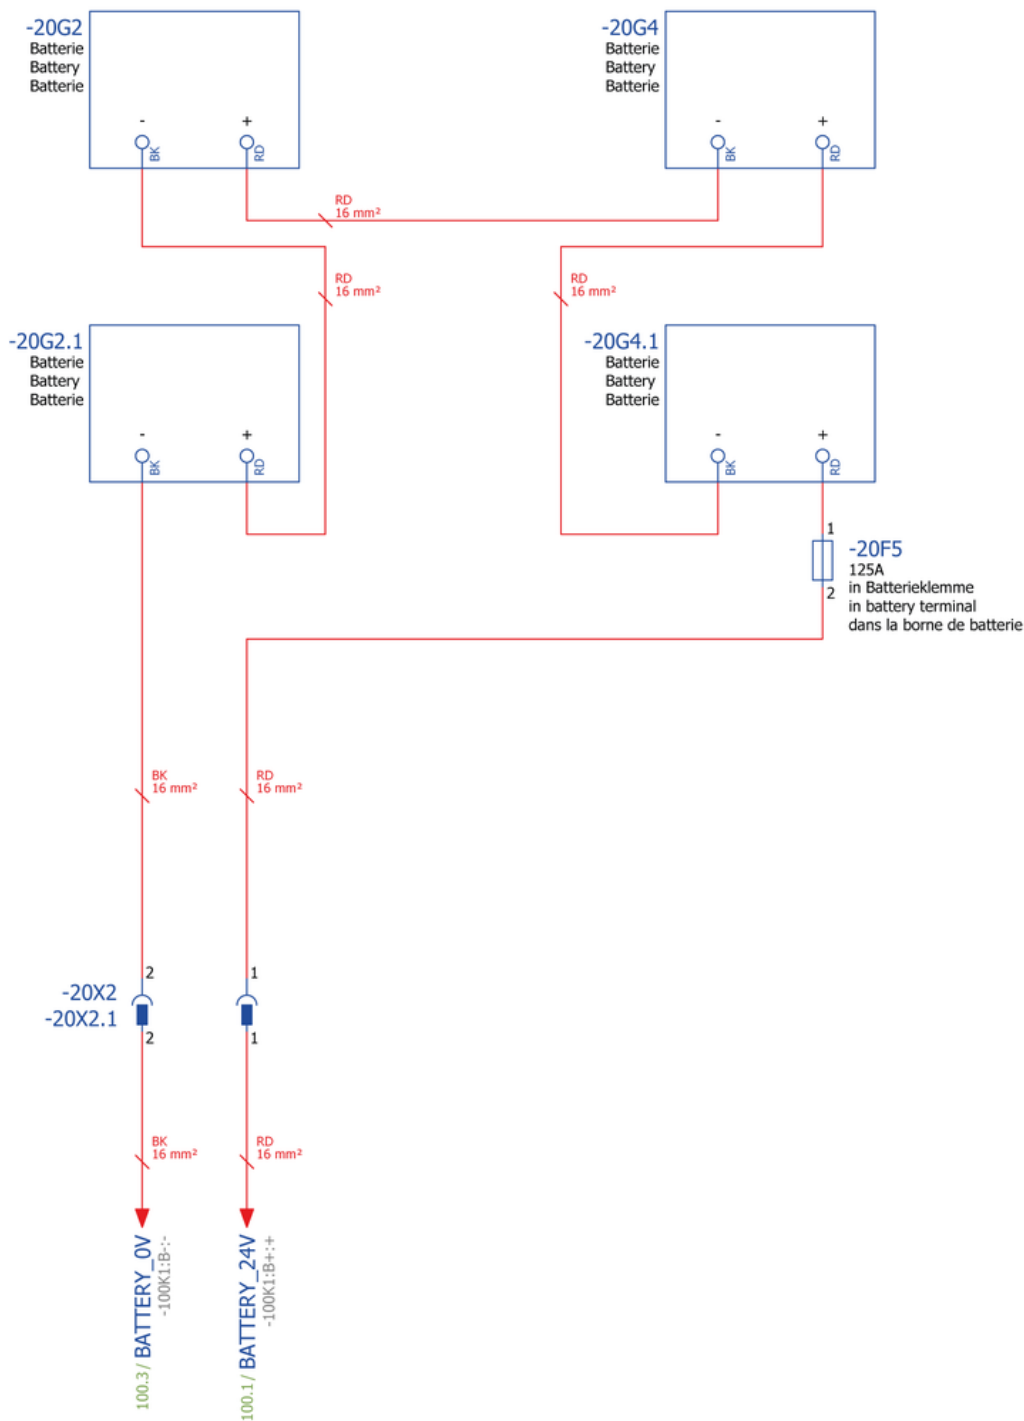 -20G2
Batterie
Battery
Batterie
- +
BK RD
-20G4
Batterie
Battery
Batterie
- +
BK RD
RD
16 mm²
RD
16 mm²
RD
16 mm²
-20G2.1
Batterie
Battery
Batterie
- +
BK RD
-20G4.1
Batterie
Battery
Batterie
- +
BK RD
1
-20F5
125A
in Batterieklemme
in battery terminal
dans la borne de batterie
2
BK
16 mm²
RD
16 mm²
2 1
-20X2
-20X2.1
2 1
BK
16 mm²
RD
16 mm²
100.3 / BATTERY_0V
-100K1:B-:-
100.1 / BATTERY_24V
-100K1:B+:+